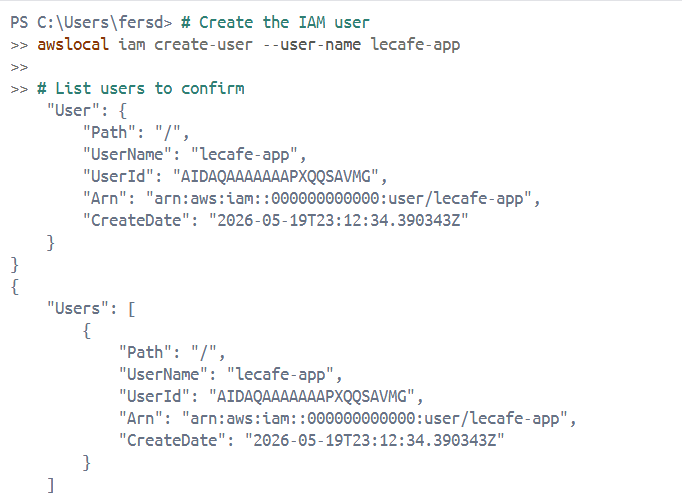 PS C:\Users\fersd> # Create the IAM user
>> awslocal iam create-user --user-name lecafe-app
>>
>> # List users to confirm
    "User": {
        "Path": "/",
        "UserName": "lecafe-app",
        "UserId": "AIDAQAAAAAAAPXQQSAVMG",
        "Arn": "arn:aws:iam::000000000000:user/lecafe-app",
        "CreateDate": "2026-05-19T23:12:34.390343Z"
    }
}
{
    "Users": [
        {
            "Path": "/",
            "UserName": "lecafe-app",
            "UserId": "AIDAQAAAAAAAPXQQSAVMG",
            "Arn": "arn:aws:iam::000000000000:user/lecafe-app",
            "CreateDate": "2026-05-19T23:12:34.390343Z"
        }
    ]